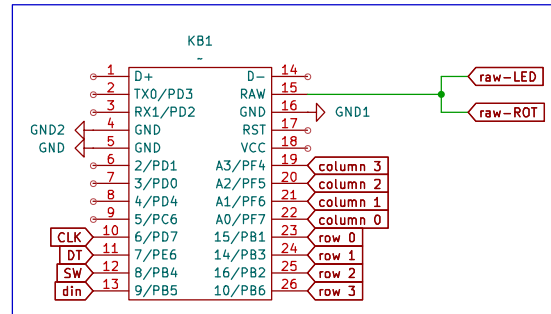 KB1
~
1 D+ D- 14
2 TX0/PD3 RAW 15 raw-LED
3 RX1/PD2 GND 16 GND1 raw-ROT
GND2 4 GND RST 17
GND 5 GND VCC 18
6 2/PD1 A3/PF4 19 column 3
7 3/PD0 A2/PF5 20 column 2
8 4/PD4 A1/PF6 21 column 1
9 5/PC6 A0/PF7 22 column 0
CLK 10 6/PD7 15/PB1 23 row 0
DT 11 7/PE6 14/PB3 24 row 1
SW 12 8/PB4 16/PB2 25 row 2
din 13 9/PB5 10/PB6 26 row 3